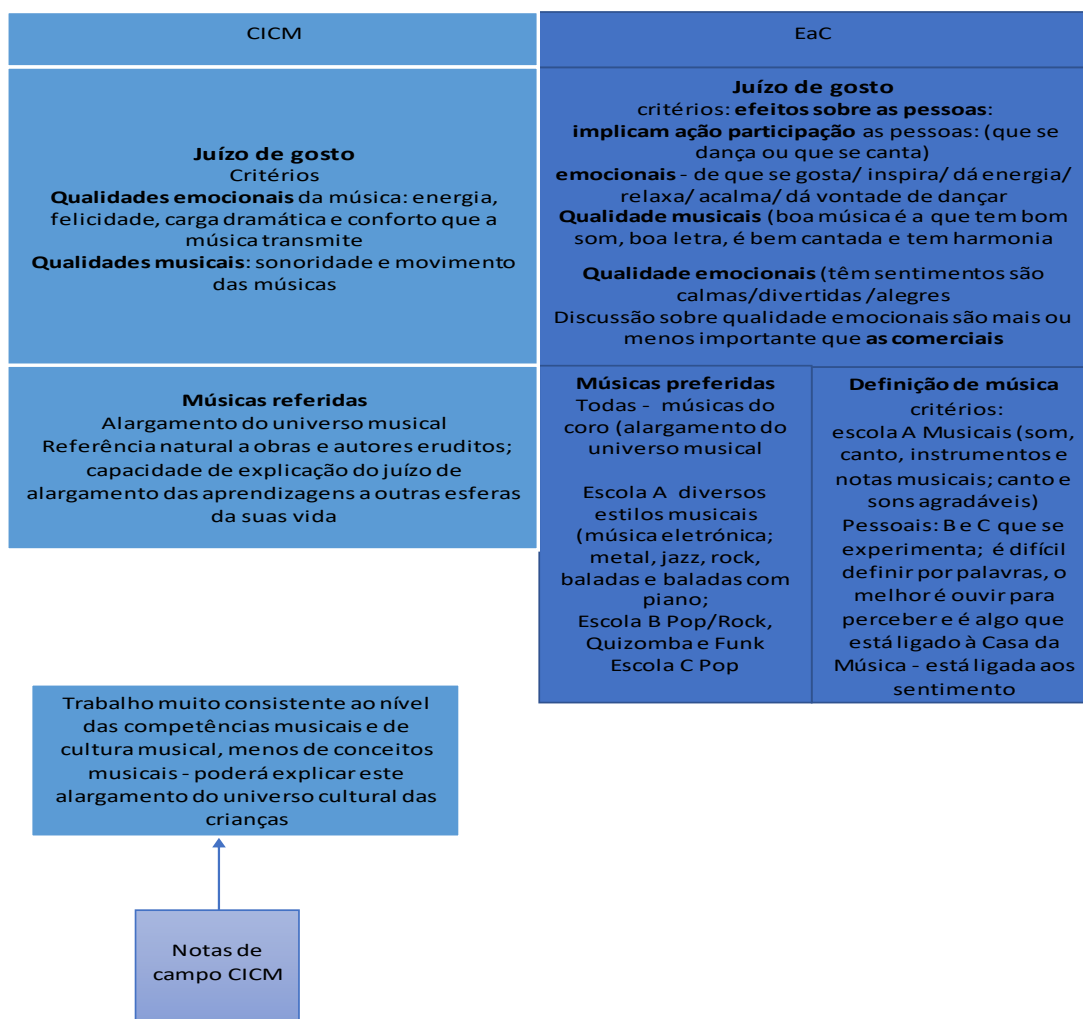 CICM
Juízo de gosto
Critérios
Qualidades emocionais da música: energia,
felicidade, carga dramática e conforto que a
música transmite
Qualidades musicais: sonoridade e movimento
das músicas
Músicas referidas
Alargamento do universo musical
Referência natural a obras e autores eruditos;
capacidade de explicação do juízo de
alargamento das aprendizagens a outras esferas
da suas vida
EaC
Juízo de gosto
critérios: efeitos sobre as pessoas:
implicam ação participação as pessoas: (que se
dança ou que se canta)
emocionais - de que se gosta/ inspira/ dá energia/
relaxa/ acalma/ dá vontade de dançar
Qualidade musicais (boa música é a que tem bom
som, boa letra, é bem cantada e tem harmonia
Qualidade emocionais (têm sentimentos são
calmas/divertidas /alegres
Discussão sobre qualidade emocionais são mais ou
menos importante que as comerciais
Músicas preferidas
Todas - músicas do
coro (alargamento do
universo musical
Escola A diversos
estilos musicais
(música eletrónica;
metal, jazz, rock,
baladas e baladas com
piano;
Escola B Pop/Rock,
Quizomba e Funk
Escola C Pop
Definição de música
critérios:
escola A Musicais (som,
canto, instrumentos e
notas musicais; canto e
sons agradáveis)
Pessoais: B e C que se
experimenta; é difícil
definir por palavras, o
melhor é ouvir para
perceber e é algo que
está ligado à Casa da
Música - está ligada aos
sentimento
Trabalho muito consistente ao nível
das competências musicais e de
cultura musical, menos de conceitos
musicais - poderá explicar este
alargamento do universo cultural das
crianças
Notas de
campo CICM